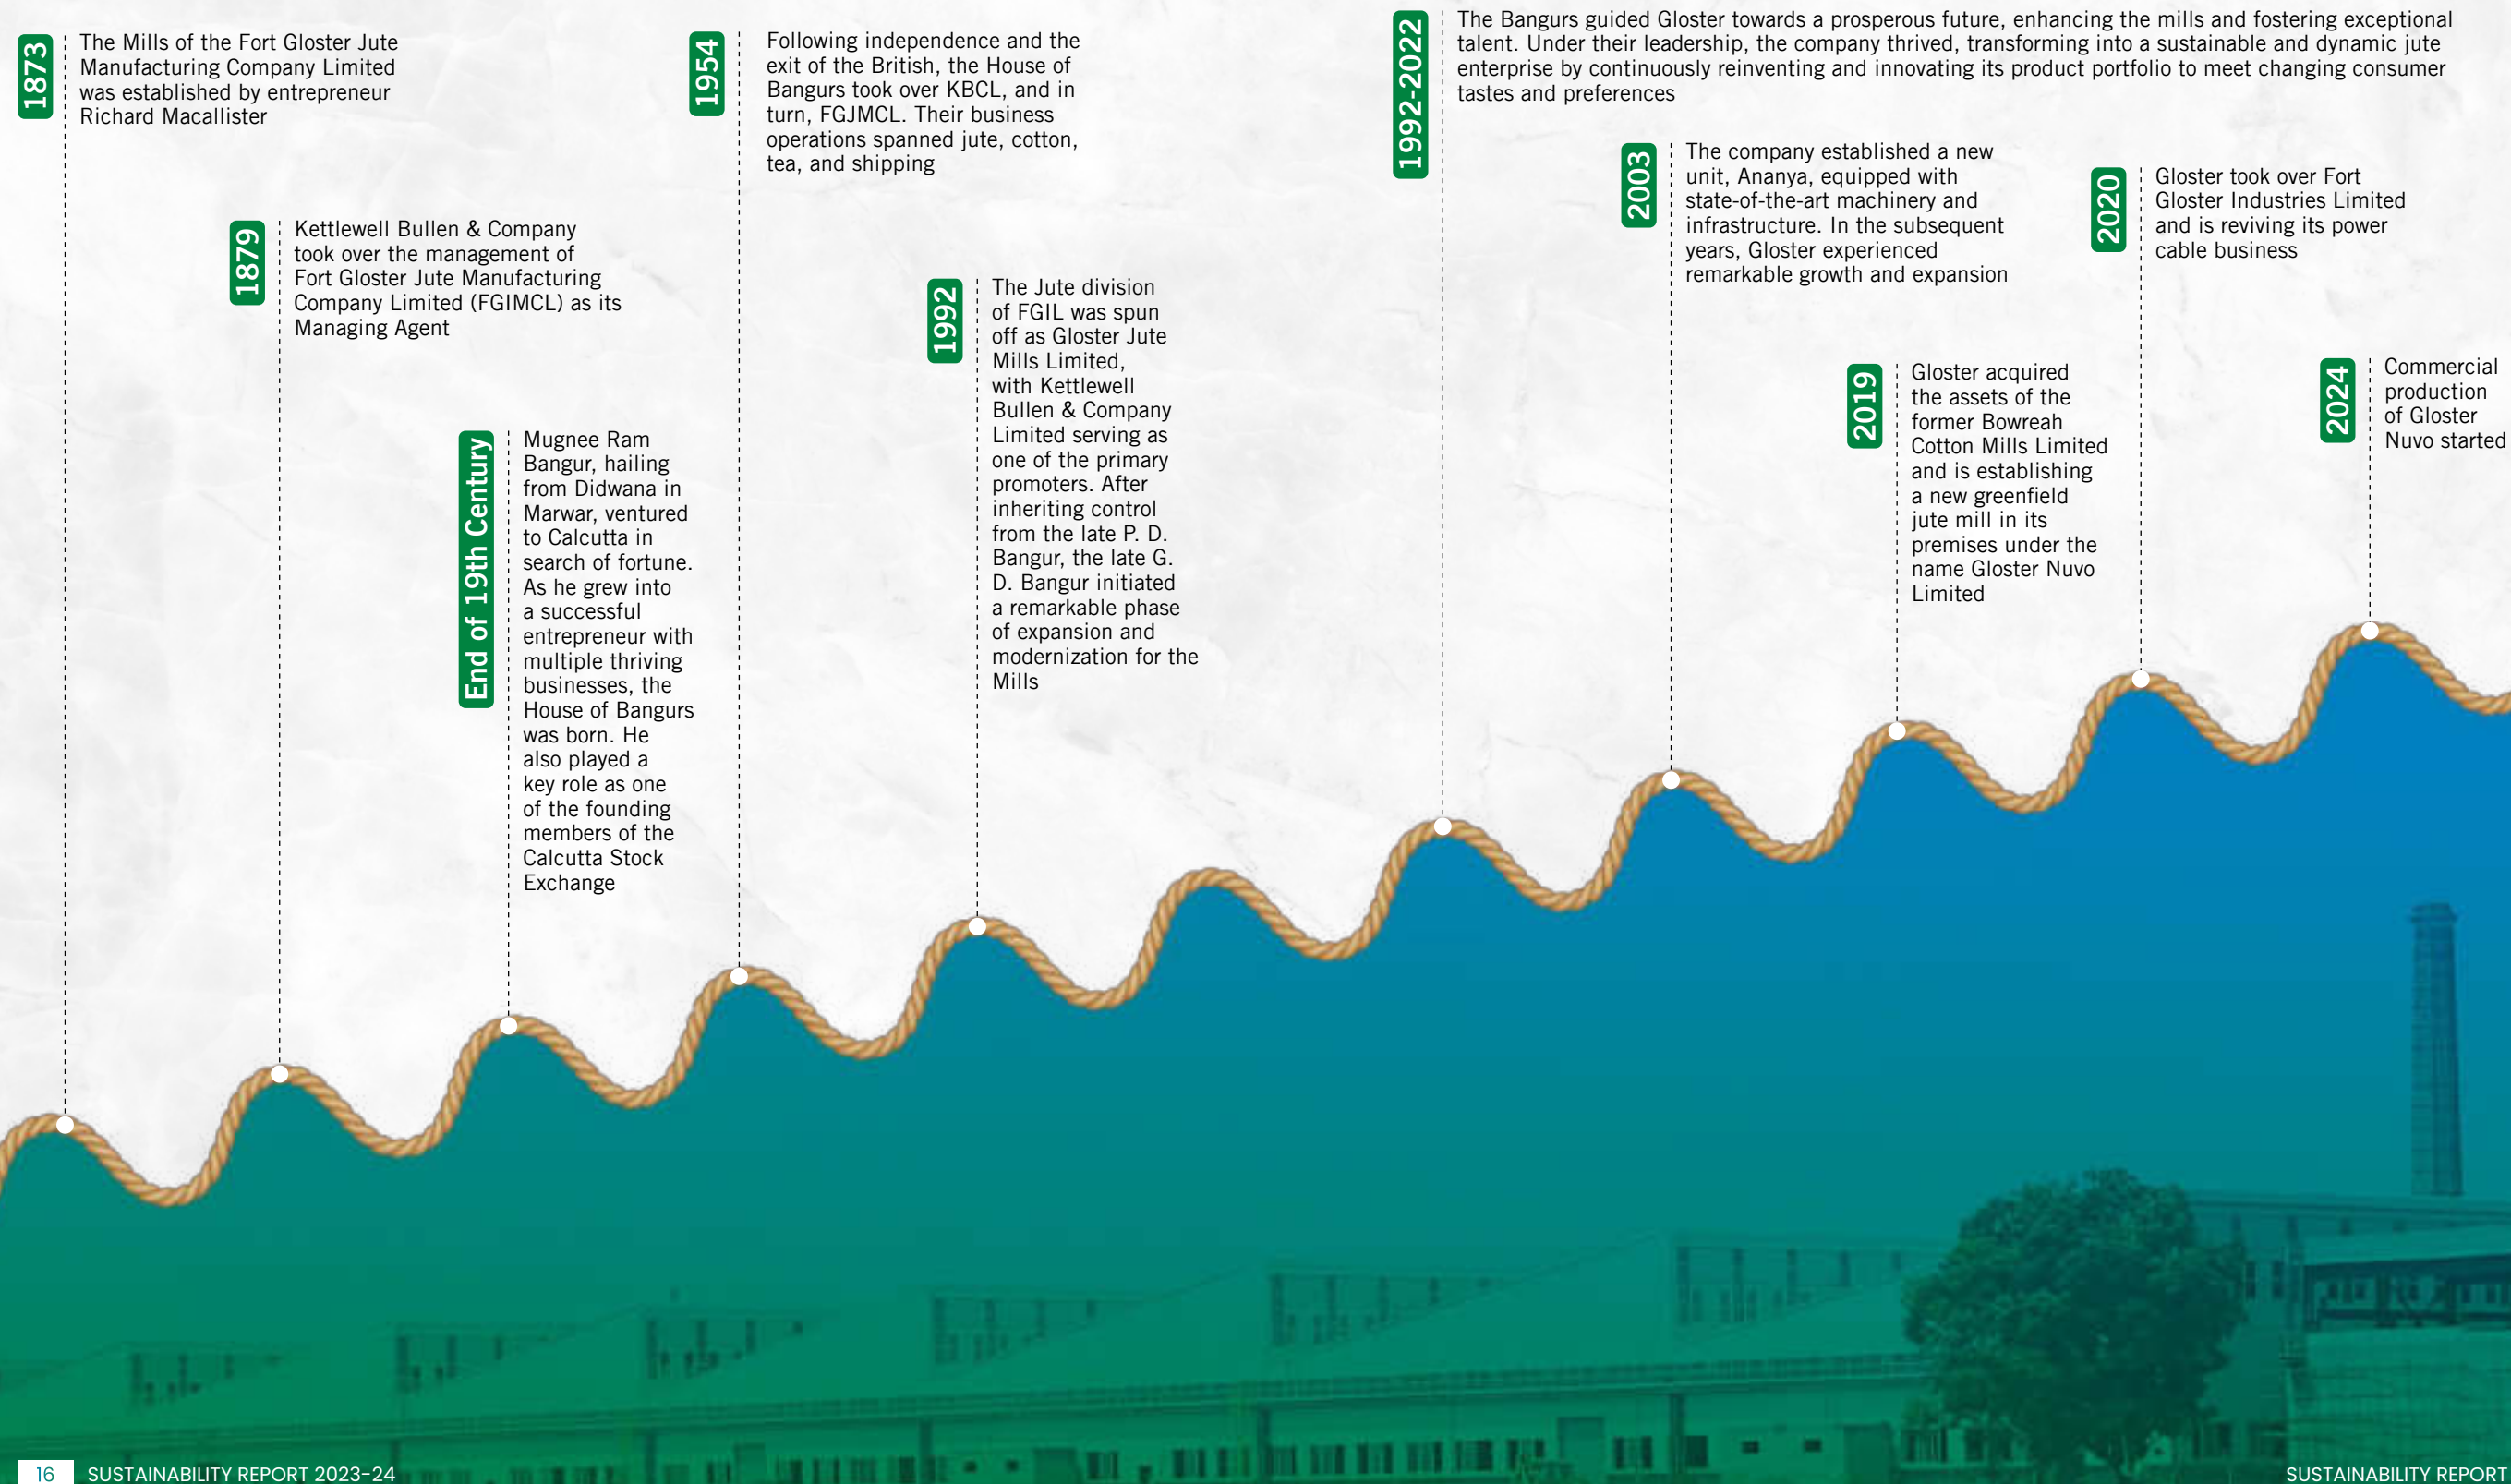 1873
The Mills of the Fort Gloster Jute
Manufacturing Company Limited
was established by entrepreneur
Richard Macallister
1879
Kettlewell Bullen & Company
took over the management of
Fort Gloster Jute Manufacturing
Company Limited (FGIMCL) as its
Managing Agent
End of 19th Century
Mugnee Ram
Bangur, hailing
from Didwana in
Marwar, ventured
to Calcutta in
search of fortune.
As he grew into
a successful
entrepreneur with
multiple thriving
businesses, the
House of Bangurs
was born. He
also played a
key role as one
of the founding
members of the
Calcutta Stock
Exchange
1954
Following independence and the
exit of the British, the House of
Bangurs took over KBCL, and in
turn, FGJMCL. Their business
operations spanned jute, cotton,
tea, and shipping
1992
The Jute division
of FGIL was spun
off as Gloster Jute
Mills Limited,
with Kettlewell
Bullen & Company
Limited serving as
one of the primary
promoters. After
inheriting control
from the late P. D.
Bangur, the late G.
D. Bangur initiated
a remarkable phase
of expansion and
modernization for the
Mills
1992-2022
The Bangurs guided Gloster towards a prosperous future, enhancing the mills and fostering exceptional
talent. Under their leadership, the company thrived, transforming into a sustainable and dynamic jute
enterprise by continuously reinventing and innovating its product portfolio to meet changing consumer
tastes and preferences
2003
The company established a new
unit, Ananya, equipped with
state-of-the-art machinery and
infrastructure. In the subsequent
years, Gloster experienced
remarkable growth and expansion
2019
Gloster acquired
the assets of the
former Bowreah
Cotton Mills Limited
and is establishing
a new greenfield
jute mill in its
premises under the
name Gloster Nuvo
Limited
2020
Gloster took over Fort
Gloster Industries Limited
and is reviving its power
cable business
2024
Commercial
production
of Gloster
Nuvo started
16 SUSTAINABILITY REPORT 2023-24
SUSTAINABILITY REPORT